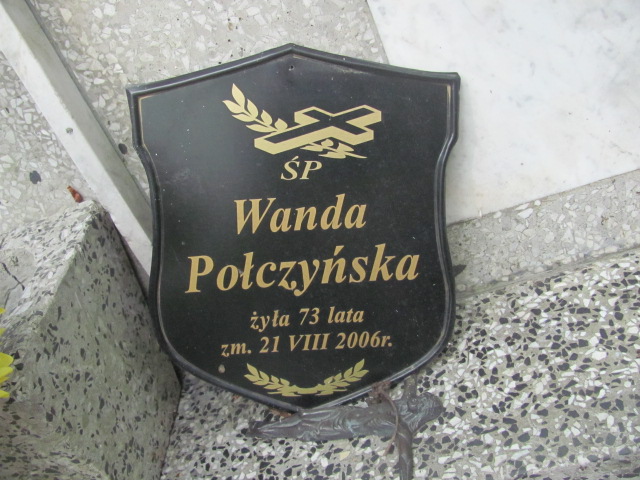 ŚP
Wanda
Połczyńska
żyła 73 lata
zm. 21 VIII 2006r.